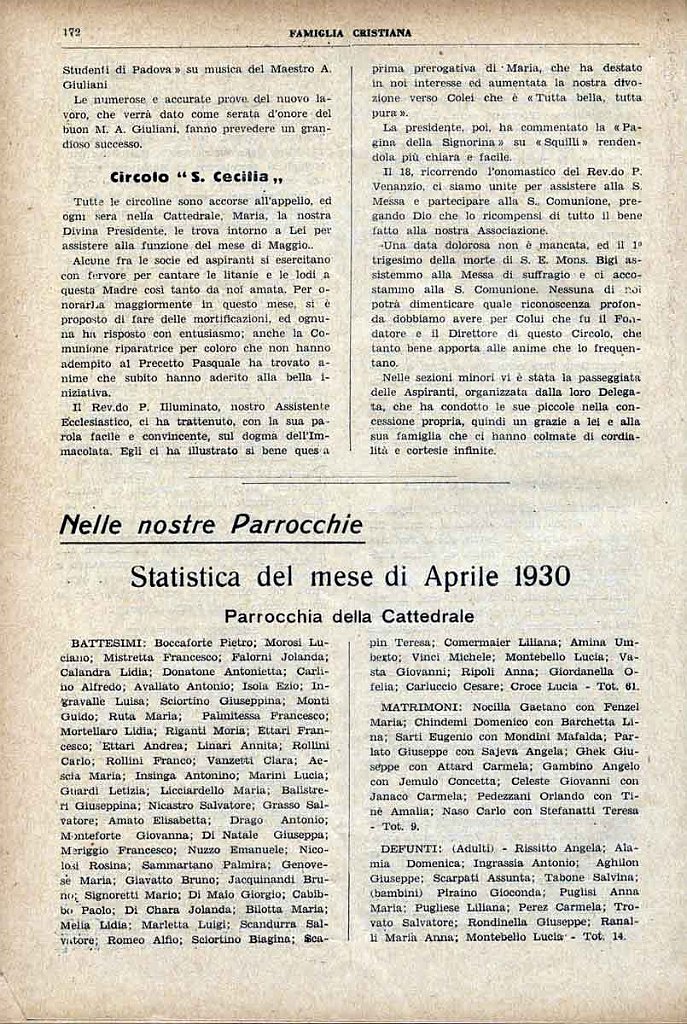 172
FAMIGLIA CRISTIANA
Studenti di Padova » su musica del Maestro A.
Giuliani
Le numerose e accurate prove del nuovo la-
voro, che verrà dato come serata d'onore del
buon M. A. Giuliani, fanno prevedere un gran-
dioso successo.
Circolo “ S. Cecilia „
Tutte le circoline sono accorse all'appello, ed
ogni sera nella Cattedrale, Maria, la nostra
Divina Presidente, le trova intorno a Lei per
assistere alla funzione del mese di Maggio..
Alcune fra le socie ed aspiranti si esercitano
con fervore per cantare le litanie e le lodi a
questa Madre così tanto da noi amata. Per o-
norarLa maggiormente in questo mese, si è
proposto di fare delle mortificazioni, ed ognu-
na ha risposto con entusiasmo; anche la Co-
munione riparatrice per coloro che non hanno
adempito al Precetto Pasquale ha trovato a-
nime che subito hanno aderito alla bella i-
niziativa.
Il Rev.do P. Illuminato, nostro Assistente
Ecclesiastico, ci ha trattenuto, con la sua pa-
rola facile e convincente, sul dogma dell'Im-
macolata. Egli ci ha illustrato sì bene ques a
prima prerogativa di Maria, che ha destato
in noi interesse ed aumentata la nostra divo-
zione verso Colei che è « Tutta bella, tutta
pura ».
La presidente, poi, ha commentato la « Pa-
gina della Signorina » su « Squilli » renden-
dola più chiara e facile.
Il 18, ricorrendo l'onomastico del Rev.do P.
Venanzio, ci siamo unite per assistere alla S.
Messa e partecipare alla S. Comunione, pre-
gando Dio che lo ricompensi di tutto il bene
fatto alla nostra Associazione.
Una data dolorosa non è mancata, ed il 1º
trigesimo della morte di S. E. Mons. Bigi as-
sistemmo alla Messa di suffragio e ci acco-
stammo alla S. Comunione. Nessuna di noi
potrà dimenticare quale riconoscenza profon-
da dobbiamo avere per Colui che fu il Fon-
datore e il Direttore di questo Circolo, che
tanto bene apporta alle anime che lo frequen-
tano.
Nelle sezioni minori vi è stata la passeggiata
delle Aspiranti, organizzata dalla loro Delega-
ta, che ha condotto le sue piccole nella con-
cessione propria, quindi un grazie a lei e alla
sua famiglia che ci hanno colmate di cordia-
lità e cortesie infinite.
Nelle nostre Parrocchie
Statistica del mese di Aprile 1930
Parrocchia della Cattedrale
BATTESIMI: Boccaforte Pietro; Morosi Lu-
ciano; Mistretta Francesco; Falorni Jolanda;
Calandra Lidia; Donatone Antonietta; Carli-
no Alfredo; Avallato Antonio; Isola Ezio; In-
gravalle Luisa; Sciortino Giuseppina; Monti
Guido; Ruta Maria; Palmitessa Francesco;
Mortellaro Lidia; Riganti Moria; Ettari Fran-
cesco; Ettari Andrea; Linari Annita; Rollini
Carlo; Rollini Franco; Vanzetti Clara; Ac-
scia Maria; Insinga Antonino; Marini Lucia;
Guardi Letizia; Licciardello Maria; Balistre-
ri Giuseppina; Nicastro Salvatore; Grasso Sal-
vatore; Amato Elisabetta; Drago Antonio;
Monteforte Giovanna; Di Natale Giuseppa;
Meriggio Francesco; Nuzzo Emanuele; Nico-
losi Rosina; Sammartano Palmira; Genove-
se Maria; Giavatto Bruno; Jacquinandi Bru-
no; Signoretti Mario; Di Maio Giorgio; Cabib-
bo Paolo; Di Chara Jolanda; Bilotta Maria;
Melia Lidia; Marletta Luigi; Scandurra Sal-
vatore; Romeo Alfio; Sciortino Biagina; Sca-
pin Teresa; Comermaier Liliana; Amina Um-
berto; Vinci Michele; Montebello Lucia; Va-
sta Giovanni; Ripoli Anna; Giordanella O-
felia; Carluccio Cesare; Croce Lucia - Tot. 61.
MATRIMONI: Nocilla Gaetano con Fenzel
Maria; Chindemi Domenico con Barchetta Li-
na; Sarti Eugenio con Mondini Mafalda; Par-
lato Giuseppe con Sajeva Angela; Ghek Giu-
seppe con Attard Carmela; Gambino Angelo
con Jemulo Concetta; Celeste Giovanni con
Janaco Carmela; Pedezzani Orlando con Ti-
nè Amalia; Naso Carlo con Stefanatti Teresa
- Tot. 9.
DEFUNTI: (Adulti) - Rissitto Angela; Ala-
mia Domenica; Ingrassia Antonio; Aghilon
Giuseppe; Scarpati Assunta; Tabone Salvina;
(bambini) Piraino Gioconda; Puglisi Anna
Maria; Pugliese Liliana; Perez Carmela; Tro-
vato Salvatore; Rondinella Giuseppe; Ranal-
li Maria Anna; Montebello Lucia - Tot. 14.